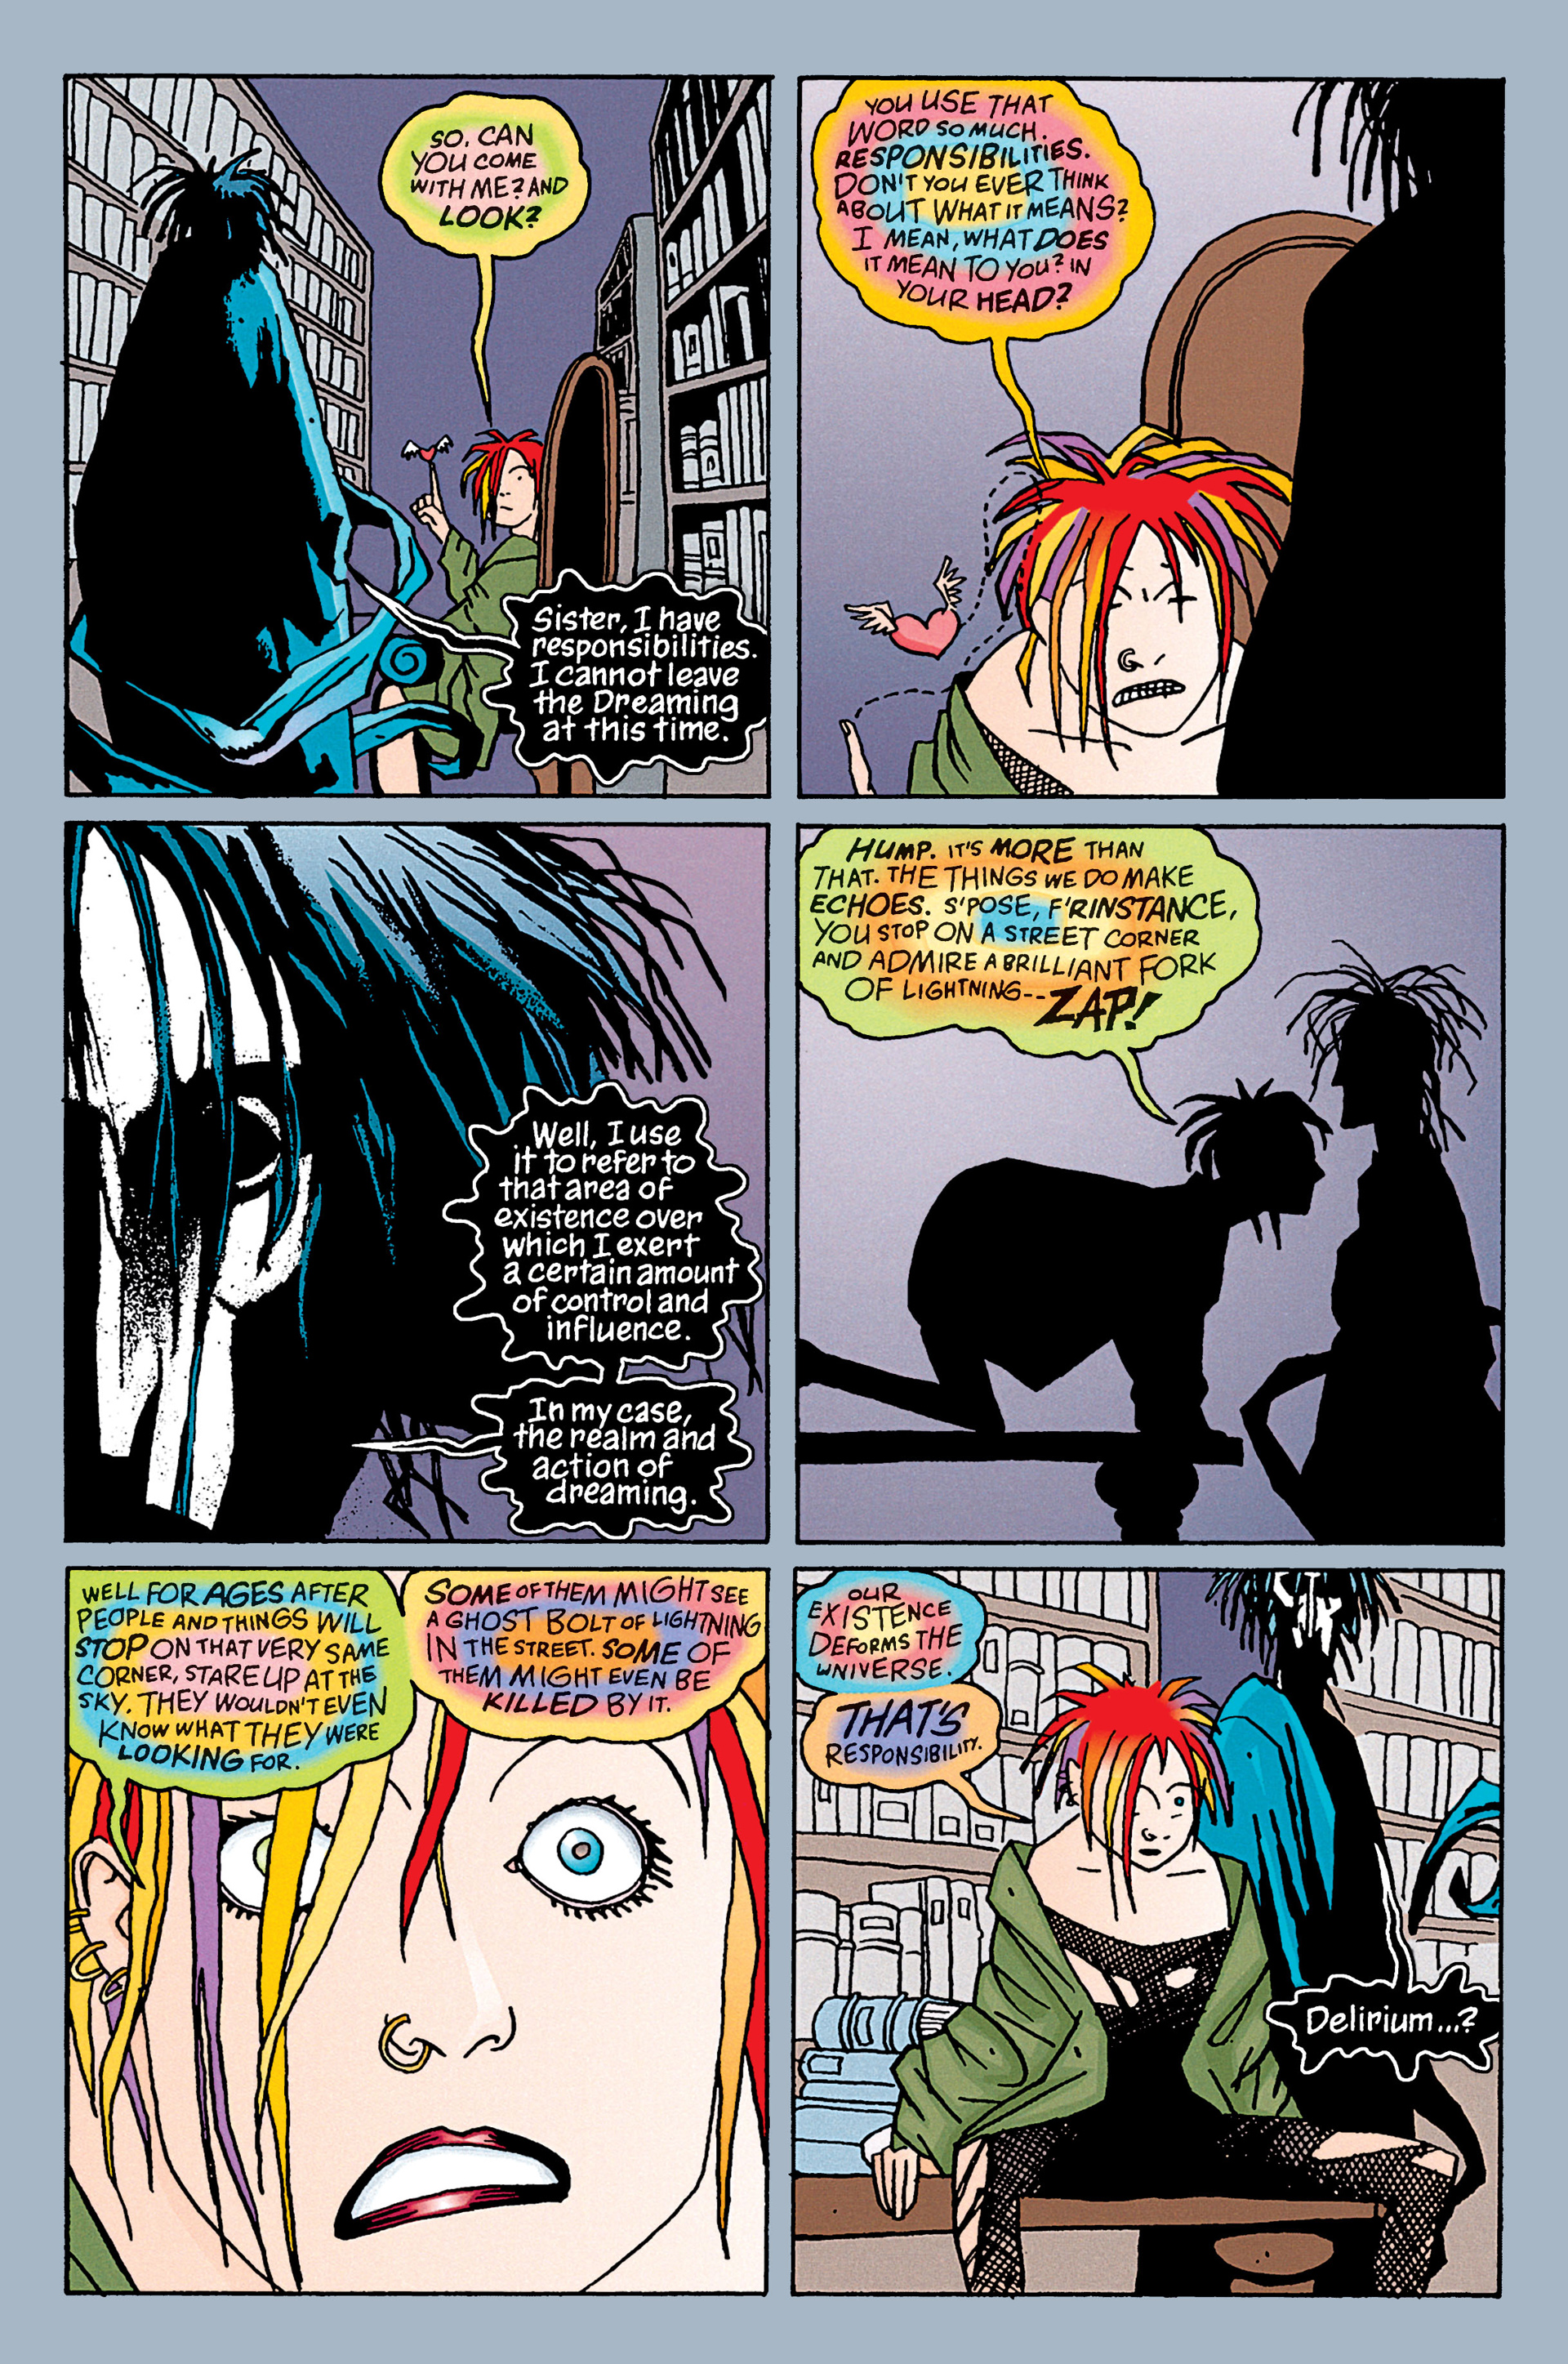 SO, CAN
YOU COME
WITH ME? AND
LOOK?
Sister, I have
responsibilities.
I cannot leave
the Dreaming
at this time.
YOU USE THAT
WORD SO MUCH.
RESPONSIBILITIES.
DON'T YOU EVER THINK
ABOUT WHAT IT MEANS?
I MEAN, WHAT DOES
IT MEAN TO YOU? IN
YOUR HEAD?
Well, I use
it to refer to
that area of
existence over
which I exert
a certain amount
of control and
influence.
In my case,
the realm and
action of
dreaming.
HUMP. IT'S MORE THAN
THAT. THE THINGS WE DO MAKE
ECHOES. S'POSE, F'RINSTANCE,
YOU STOP ON A STREET CORNER
AND ADMIRE A BRILLIANT FORK
OF LIGHTNING--ZAP!
WELL FOR AGES AFTER
PEOPLE AND THINGS WILL
STOP ON THAT VERY SAME
CORNER, STARE UP AT THE
SKY. THEY WOULDN'T EVEN
KNOW WHAT THEY WERE
LOOKING FOR.
SOME OF THEM MIGHT SEE
A GHOST BOLT OF LIGHTNING
IN THE STREET. SOME OF
THEM MIGHT EVEN BE
KILLED BY IT.
OUR
EXISTENCE
DEFORMS THE
UNIVERSE.
THAT'S
RESPONSIBILITY.
Delirium...?